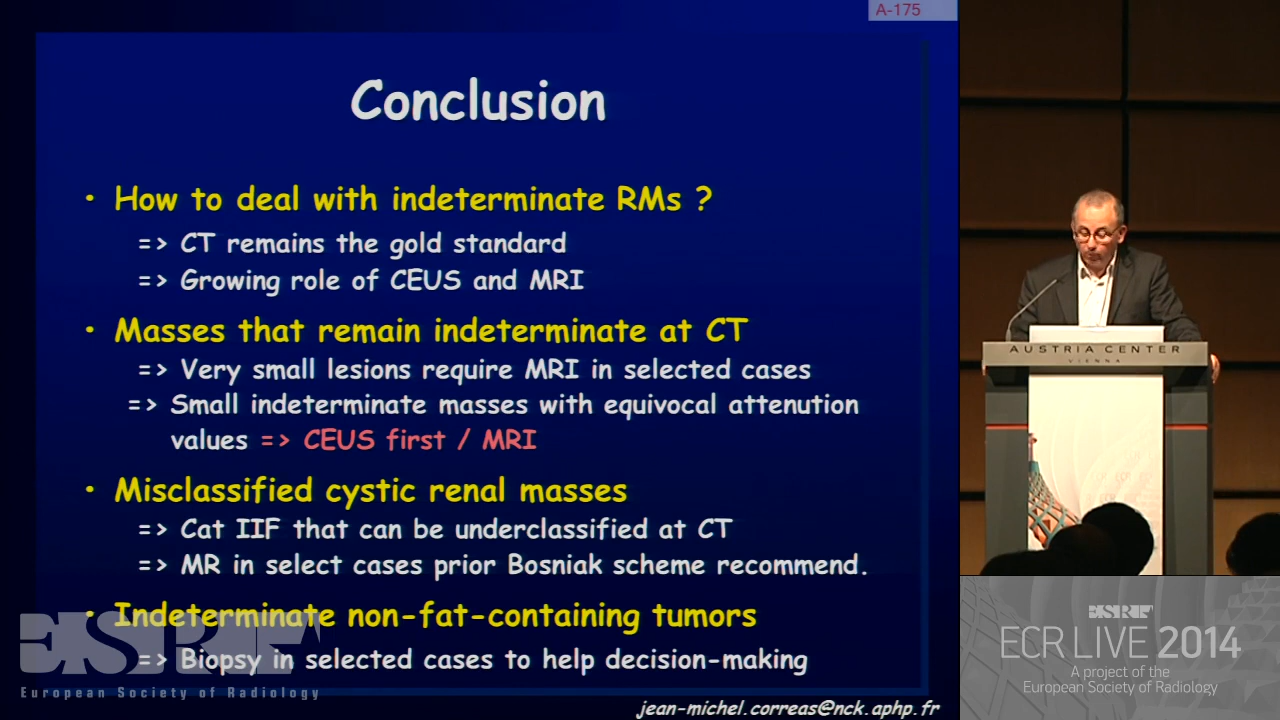 A-175
Conclusion
• How to deal with indeterminate RMs ?
=> CT remains the gold standard
=> Growing role of CEUS and MRI
• Masses that remain indeterminate at CT
=> Very small lesions require MRI in selected cases
=> Small indeterminate masses with equivocal attenution
values => CEUS first / MRI
• Misclassified cystic renal masses
=> Cat IIF that can be underclassified at CT
=> MR in select cases prior Bosniak scheme recommend.
• Indeterminate non-fat-containing tumors
=> Biopsy in selected cases to help decision-making
jean-michel.correas@nck.aphp.fr
ESR
European Society of Radiology
AUSTRIA CENTER
VIENNA
ESR
ECR LIVE 2014
A project of the
European Society of Radiology